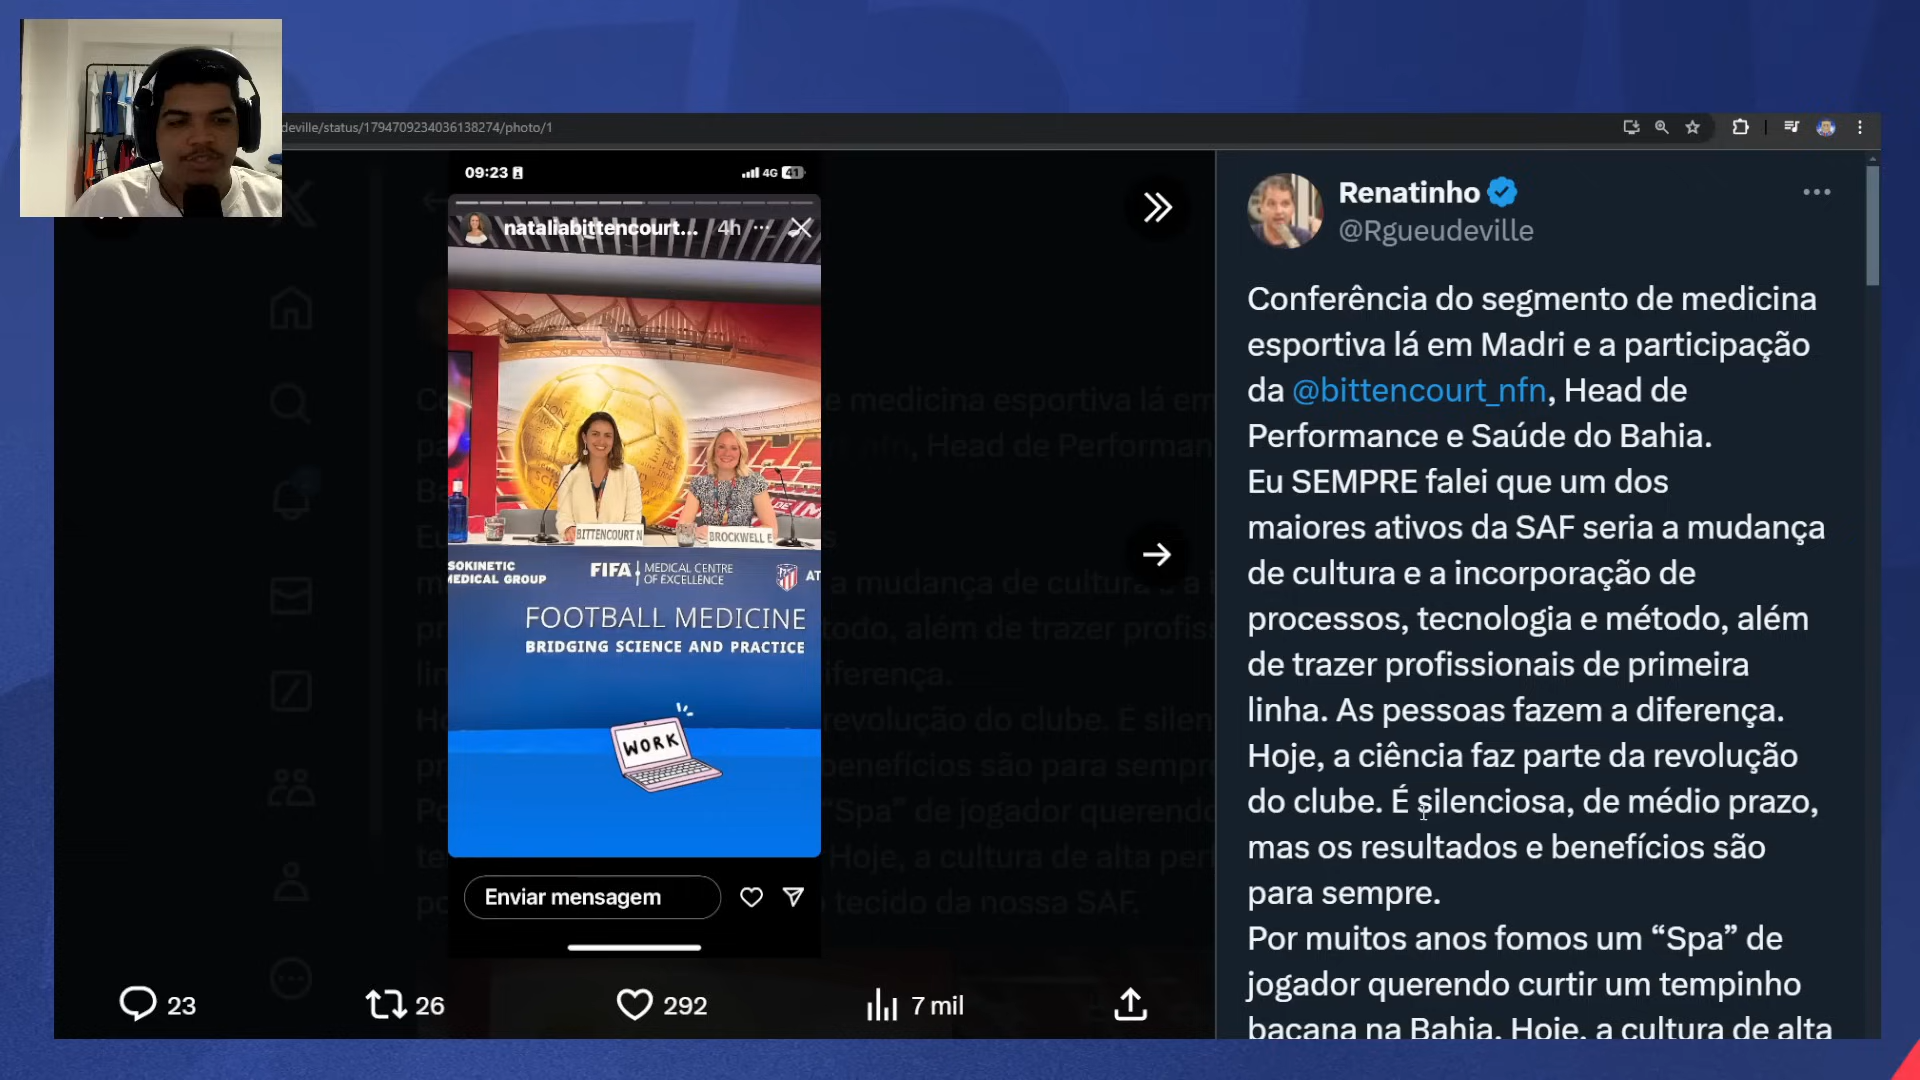 deville/status/1794709234036138274/photo/1
09:23
4G 41
nataliabittencourt... 4h
BITTENCOURT N
BROCKWELL E
SOKINETIC
MEDICAL GROUP
FIFA
MEDICAL CENTRE
OF EXCELLENCE
AT
FOOTBALL MEDICINE
BRIDGING SCIENCE AND PRACTICE
WORK
Enviar mensagem
23
26
292
7 mil
Renatinho
@Rgueudeville
Conferência do segmento de medicina
esportiva lá em Madri e a participação
da @bittencourt_nfn, Head de
Performance e Saúde do Bahia.
Eu SEMPRE falei que um dos
maiores ativos da SAF seria a mudança
de cultura e a incorporação de
processos, tecnologia e método, além
de trazer profissionais de primeira
linha. As pessoas fazem a diferença.
Hoje, a ciência faz parte da revolução
do clube. É silenciosa, de médio prazo,
mas os resultados e benefícios são
para sempre.
Por muitos anos fomos um “Spa” de
jogador querendo curtir um tempinho
bacana na Bahia. Hoje, a cultura de alta